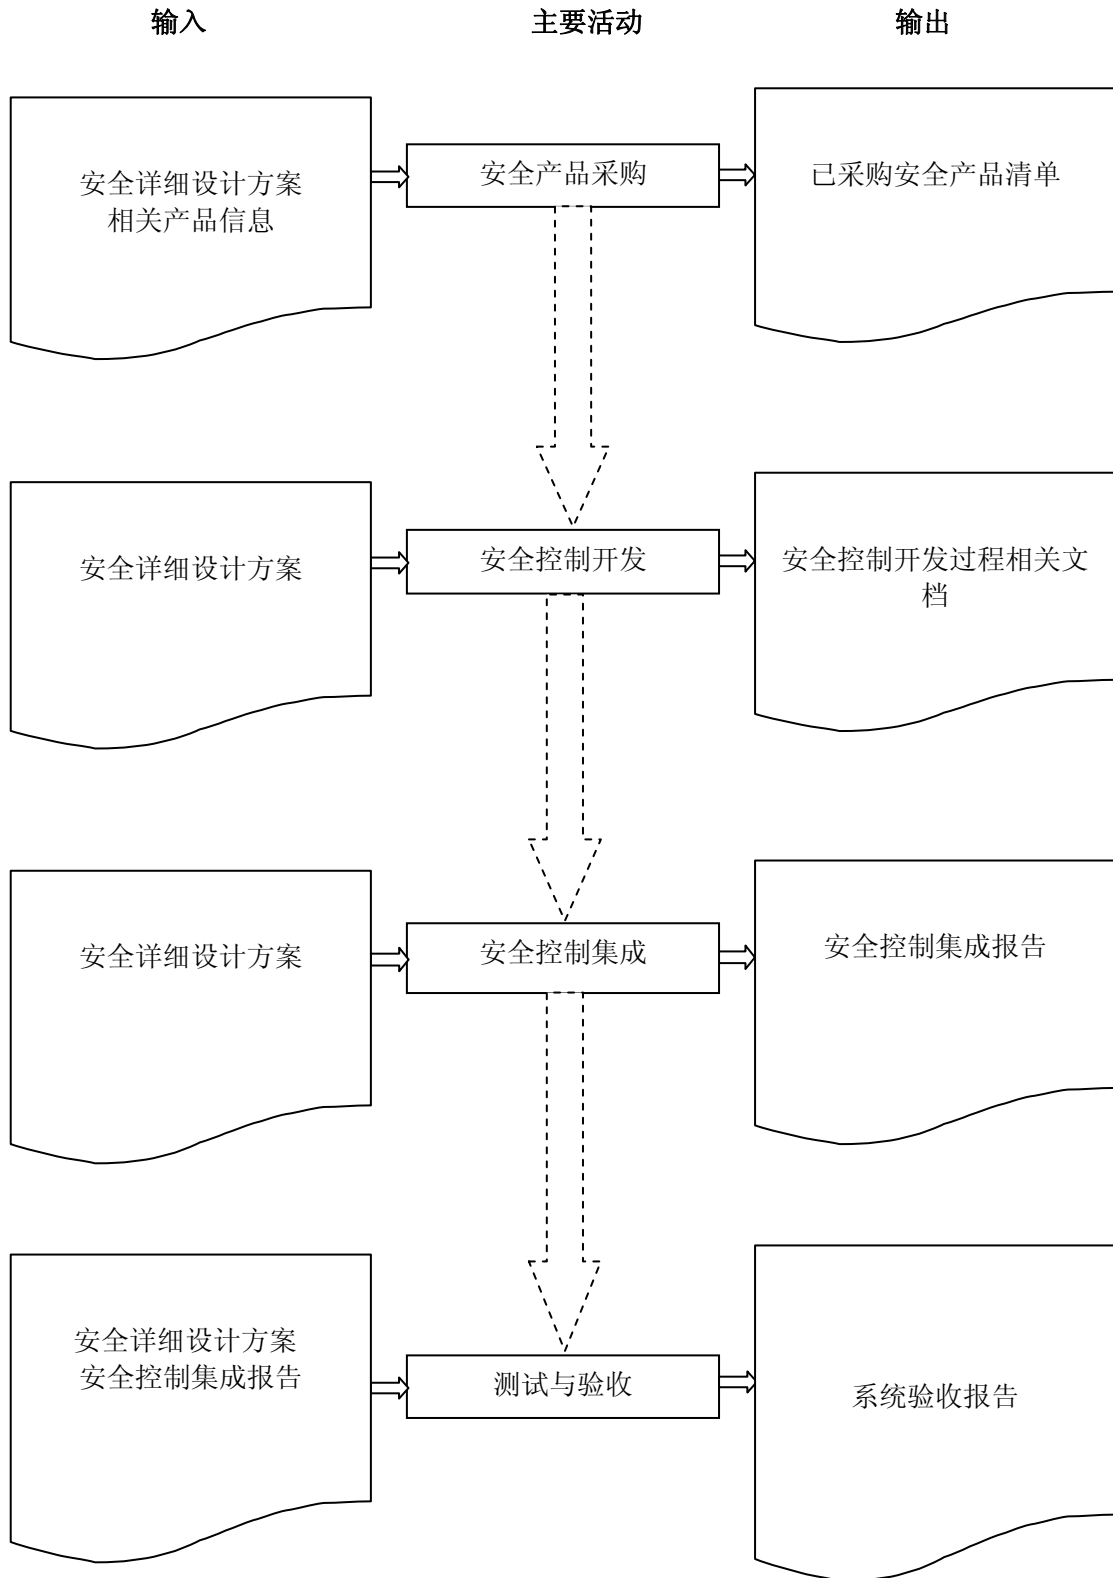 输入
主要活动
输出
安全详细设计方案
相关产品信息
安全产品采购
已采购安全产品清单
安全详细设计方案
安全控制开发
安全控制开发过程相关文
档
安全详细设计方案
安全控制集成
安全控制集成报告
安全详细设计方案
安全控制集成报告
测试与验收
系统验收报告